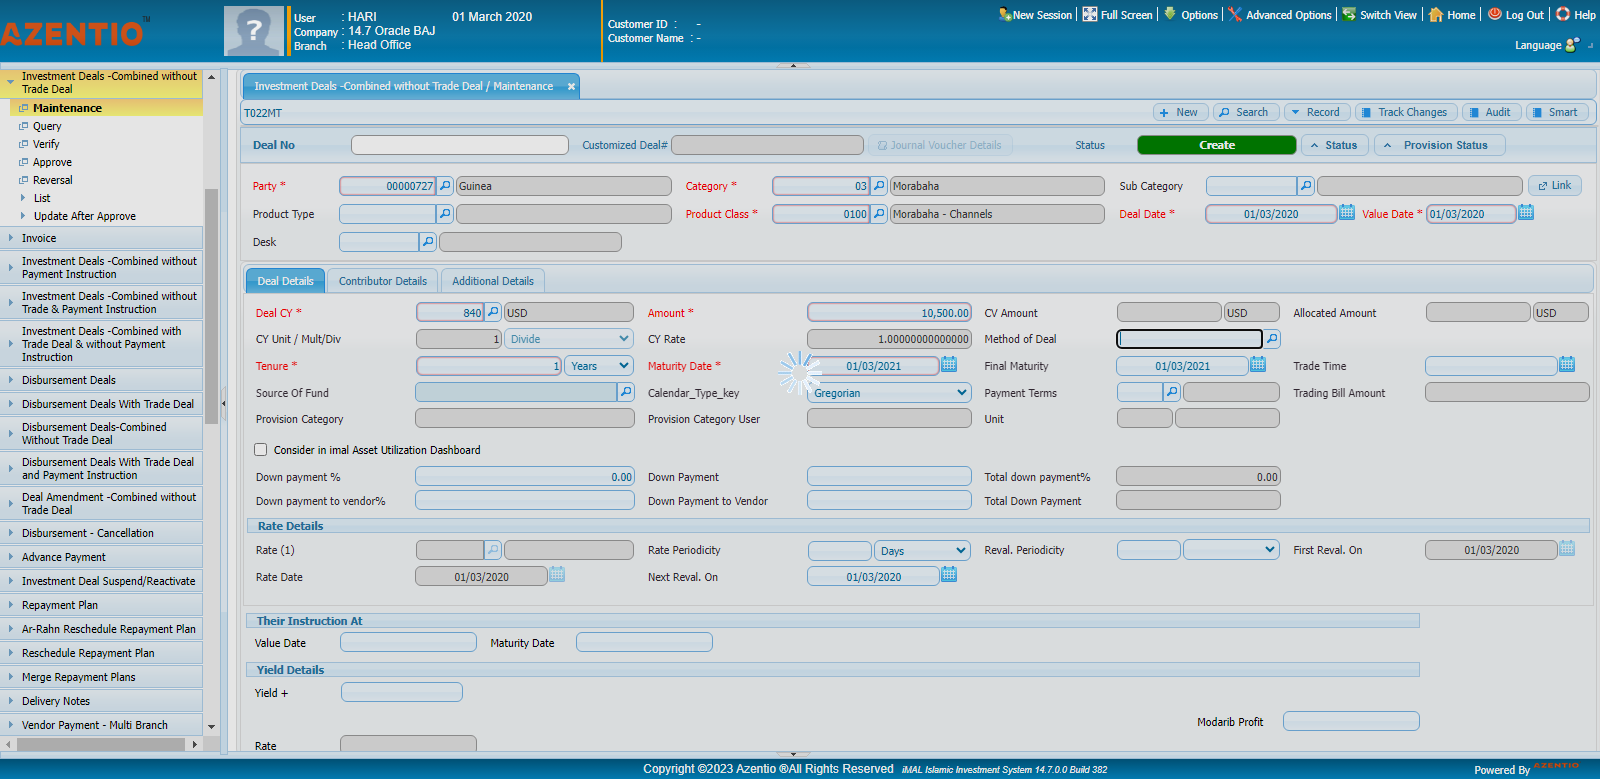 AZENTIO™
?
User : HARI 01 March 2020
Company : 14.7 Oracle BAJ
Branch : Head Office
Customer ID : -
Customer Name : -
New Session Full Screen Options Advanced Options Switch View Home Log Out Help
Language
Investment Deals -Combined without
Trade Deal
Maintenance
Query
Verify
Approve
Reversal
List
Update After Approve
Invoice
Investment Deals -Combined without
Payment Instruction
Investment Deals -Combined without
Trade & Payment Instruction
Investment Deals -Combined with
Trade Deal & without Payment
Instruction
Disbursement Deals
Disbursement Deals With Trade Deal
Disbursement Deals-Combined
Without Trade Deal
Disbursement Deals With Trade Deal
and Payment Instruction
Deal Amendment -Combined without
Trade Deal
Disbursement - Cancellation
Advance Payment
Investment Deal Suspend/Reactivate
Repayment Plan
Ar-Rahn Reschedule Repayment Plan
Reschedule Repayment Plan
Merge Repayment Plans
Delivery Notes
Vendor Payment - Multi Branch
Investment Deals -Combined without Trade Deal / Maintenance ×
T022MT New Search Record Track Changes Audit Smart
Deal No Customized Deal# Journal Voucher Details Status Create Status Provision Status
Party * 00000727 Guinea Category * 03 Morabaha Sub Category Link
Product Type Product Class * 0100 Morabaha - Channels Deal Date * 01/03/2020 Value Date * 01/03/2020
Desk
Deal Details Contributor Details Additional Details
Deal CY * 840 USD Amount * 10,500.00 CV Amount USD Allocated Amount USD
CY Unit / Mult/Div 1 Divide CY Rate 1.00000000000000 Method of Deal
Tenure * 1 Years Maturity Date * 01/03/2021 Final Maturity 01/03/2021 Trade Time
Source Of Fund Calendar_Type_key Gregorian Payment Terms Trading Bill Amount
Provision Category Provision Category User Unit
Consider in imal Asset Utilization Dashboard
Down payment % 0.00 Down Payment Total down payment% 0.00
Down payment to vendor% Down Payment to Vendor Total Down Payment
Rate Details
Rate (1) Rate Periodicity Days Reval. Periodicity First Reval. On 01/03/2020
Rate Date 01/03/2020 Next Reval. On 01/03/2020
Their Instruction At
Value Date Maturity Date
Yield Details
Yield +
Modarib Profit
Rate
Copyright ©2023 Azentio ®All Rights Reserved iMAL Islamic Investment System 14.7.0.0 Build 382
Powered By AZENTIO